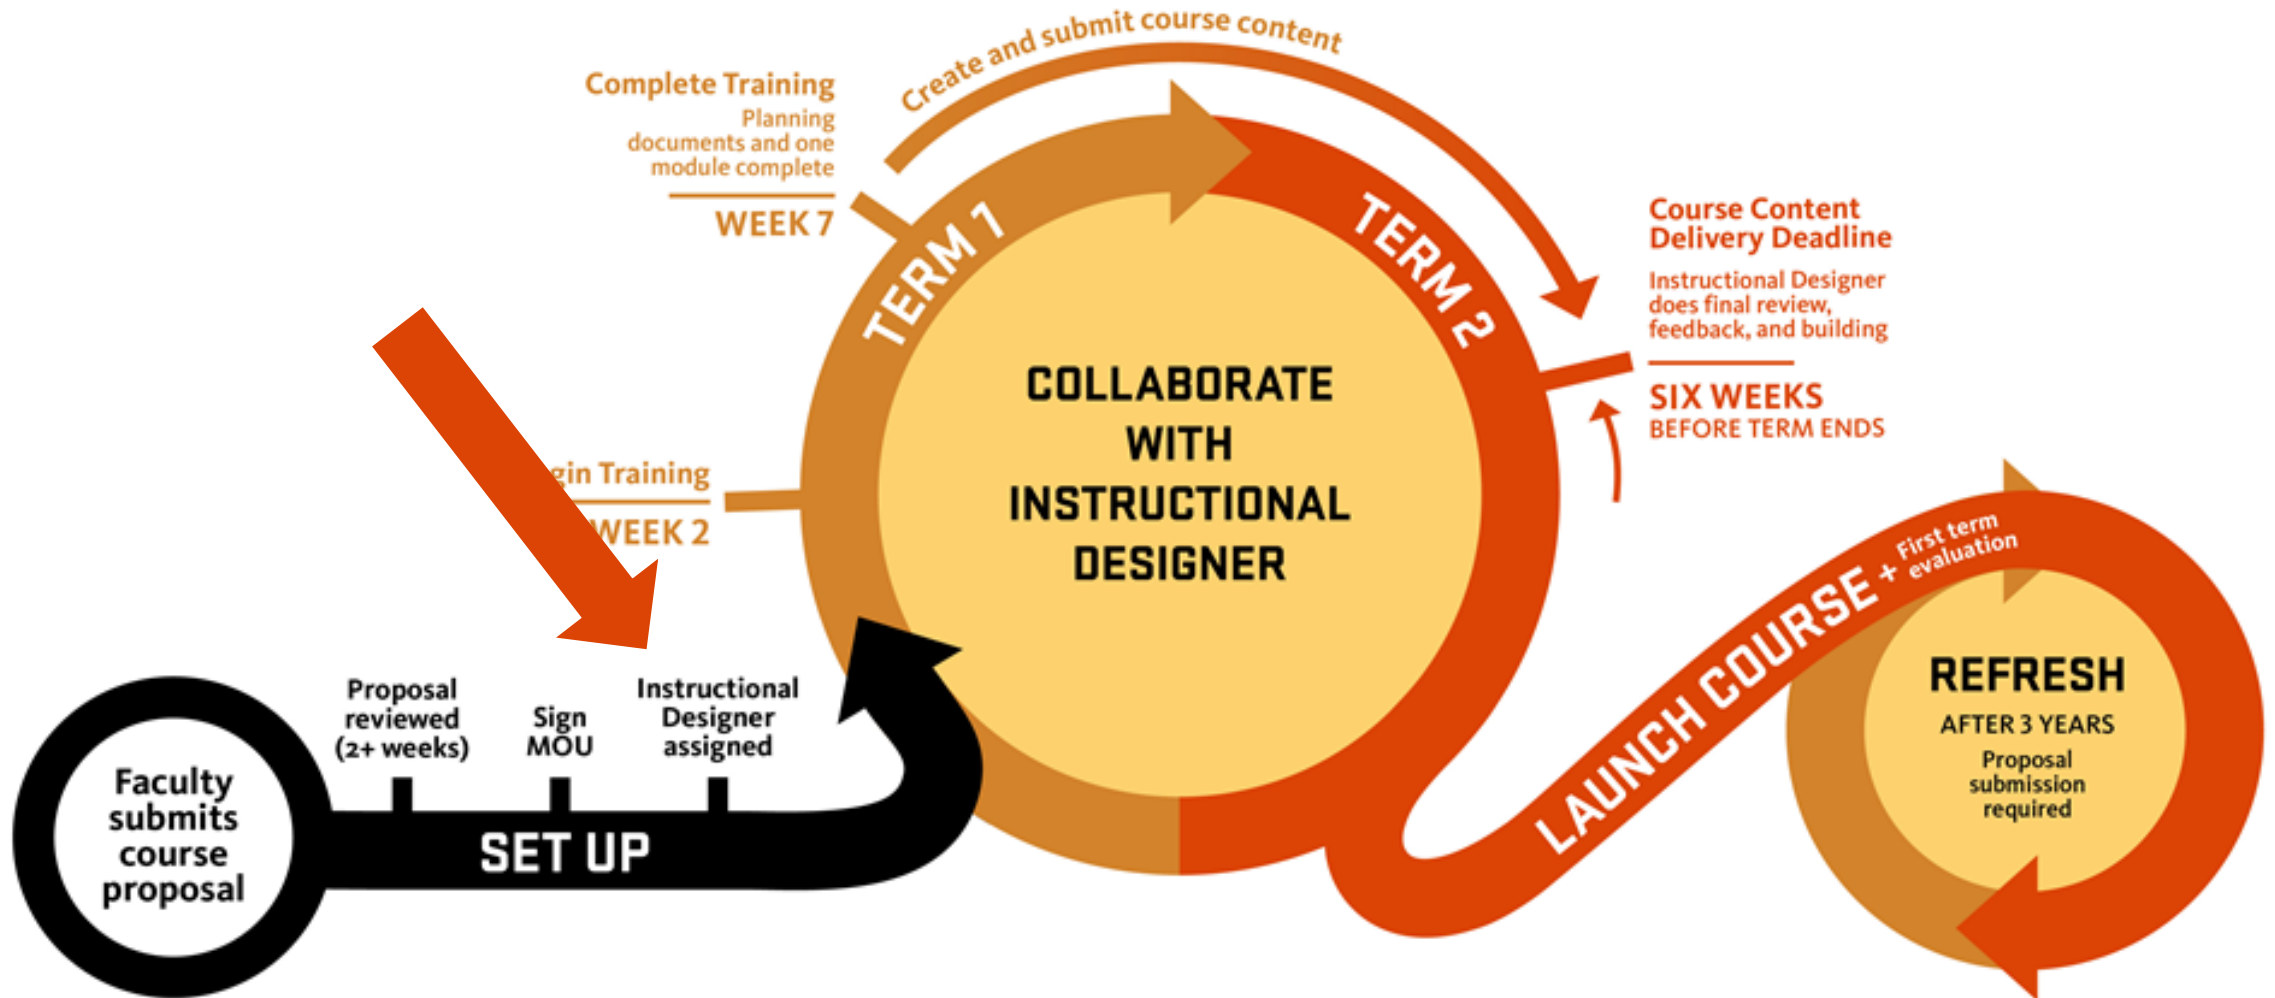 Create and submit course content
Complete Training
Planning
documents and one
module complete
WEEK 7
TERM 1
TERM 2
Course Content
Delivery Deadline
Instructional Designer
does final review,
feedback, and building
SIX WEEKS
BEFORE TERM ENDS
Training
WEEK 2
COLLABORATE
WITH
INSTRUCTIONAL
DESIGNER
Faculty
submits
course
proposal
Proposal
reviewed
(2+ weeks)
Sign
MOU
Instructional
Designer
assigned
SET UP
LAUNCH COURSE + First term
evaluation
REFRESH
AFTER 3 YEARS
Proposal
submission
required